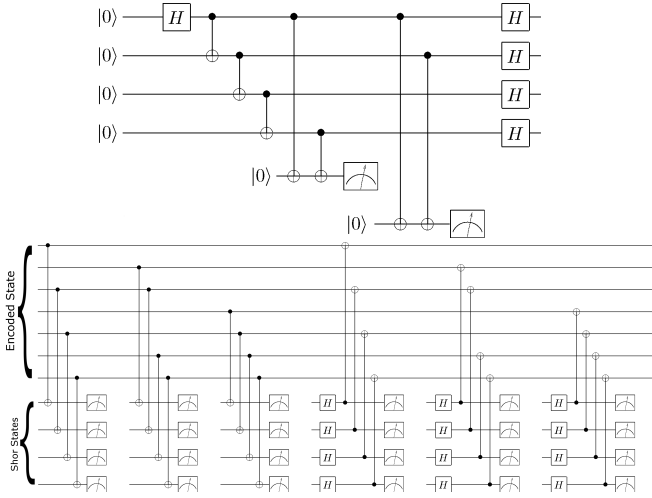 |0⟩ H H
|0⟩ H
|0⟩ H
|0⟩ H
|0⟩
|0⟩
Encoded State
Shor States
H H H
H H H
H H H
H H H